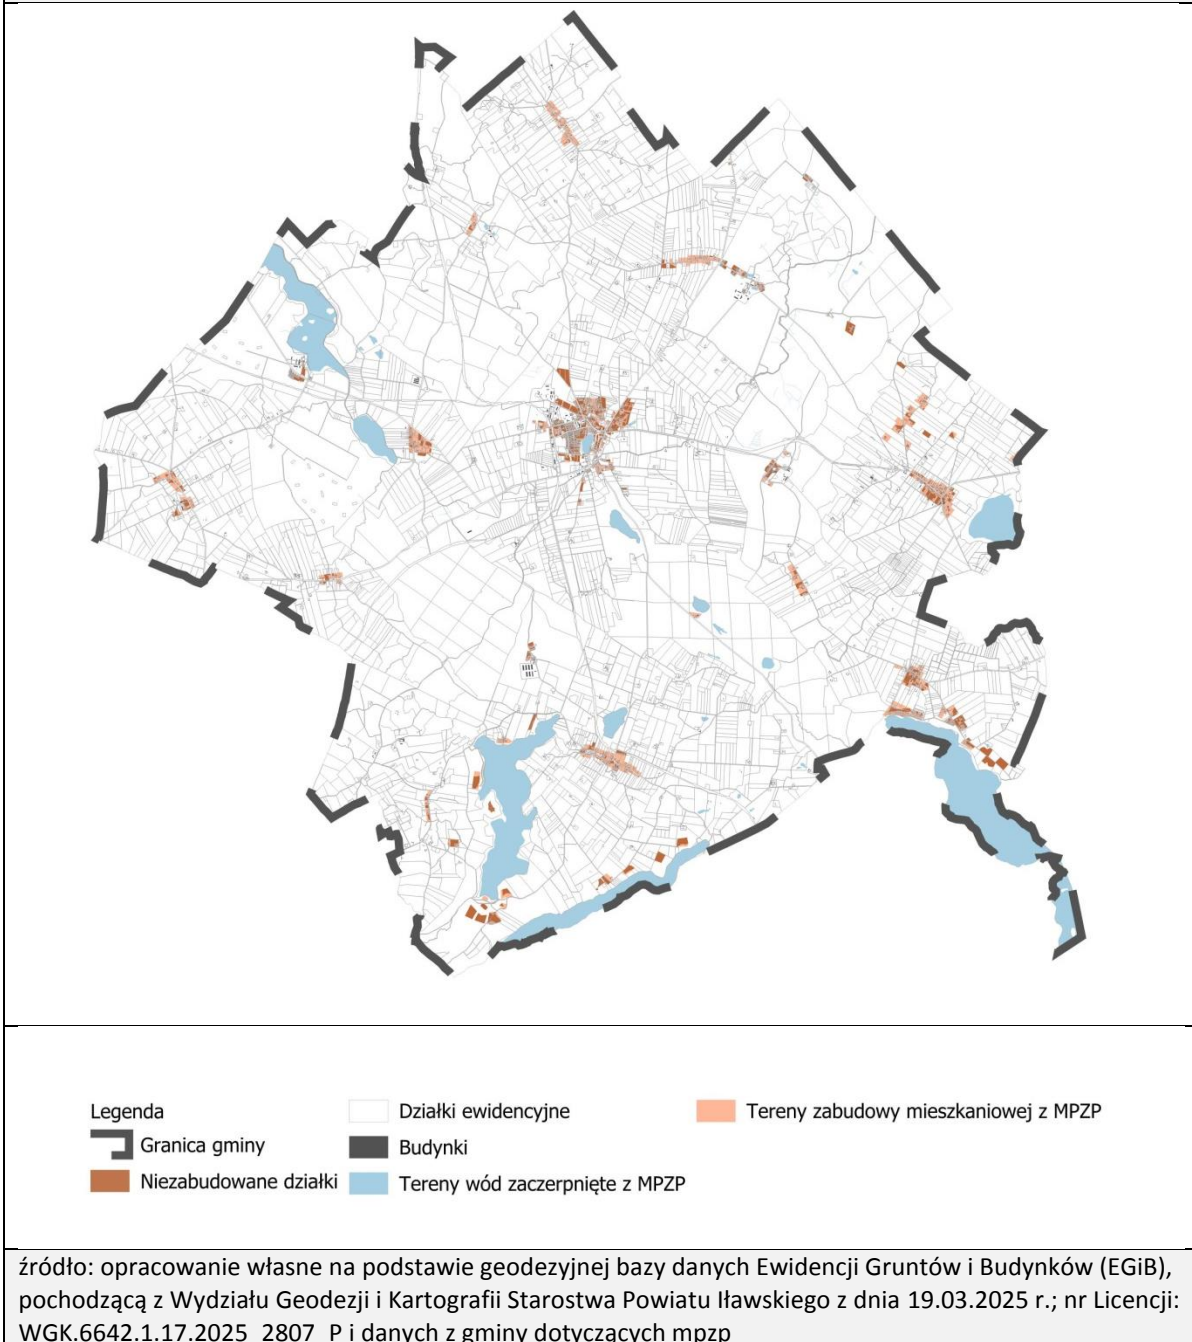 Legenda
Granica gminy
Niezabudowane działki
Działki ewidencyjne
Budynki
Tereny wód zaczerpnięte z MPZP
Tereny zabudowy mieszkaniowej z MPZP
źródło: opracowanie własne na podstawie geodezyjnej bazy danych Ewidencji Gruntów i Budynków (EGiB),
pochodzącą z Wydziału Geodezji i Kartografii Starostwa Powiatu Iławskiego z dnia 19.03.2025 r.; nr Licencji:
WGK.6642.1.17.2025_2807_P i danych z gminy dotyczących mpzp